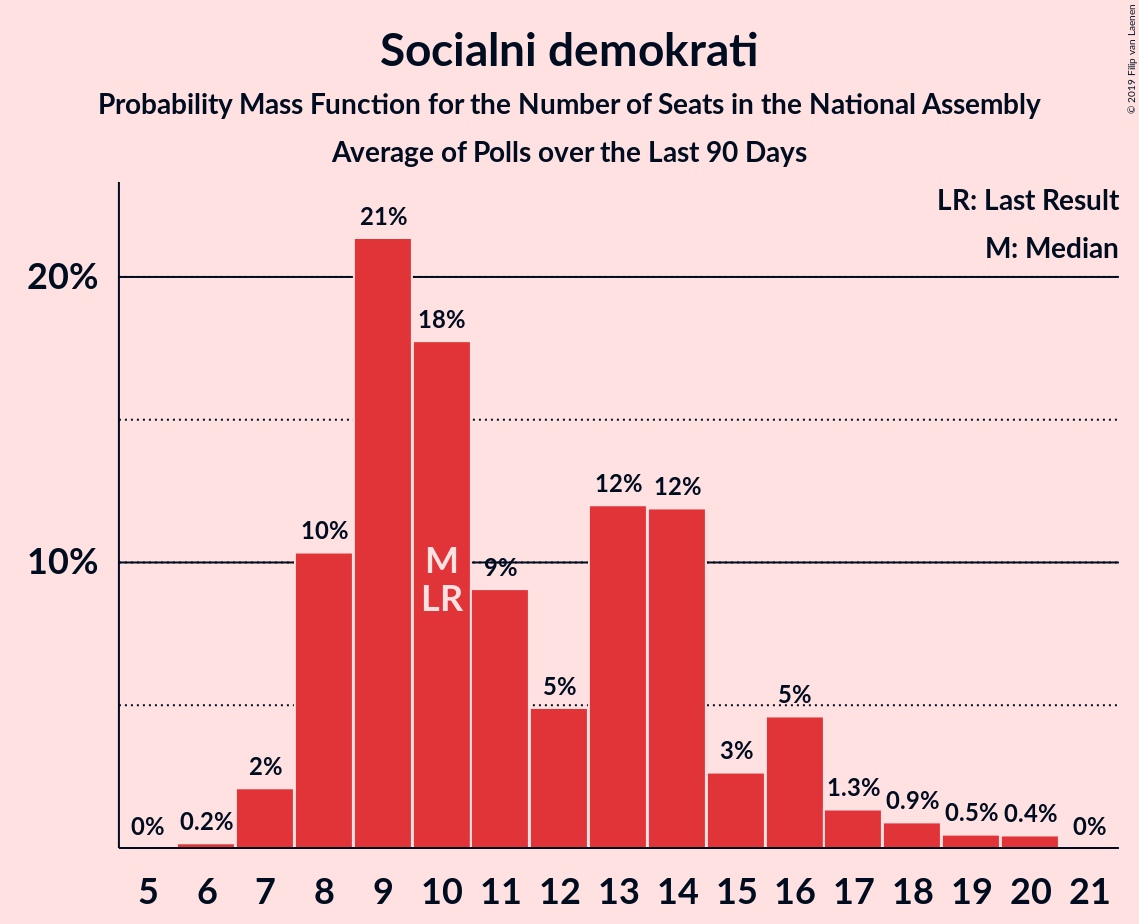 Socialni demokrati
Probability Mass Function for the Number of Seats in the National Assembly
Average of Polls over the Last 90 Days
© 2019 Filip van Laenen
LR: Last Result
M: Median
20%
10%
0%
0.2%
2%
10%
21%
18%
9%
5%
12%
12%
3%
5%
1.3%
0.9%
0.5%
0.4%
0%
M
LR
5 6 7 8 9 10 11 12 13 14 15 16 17 18 19 20 21